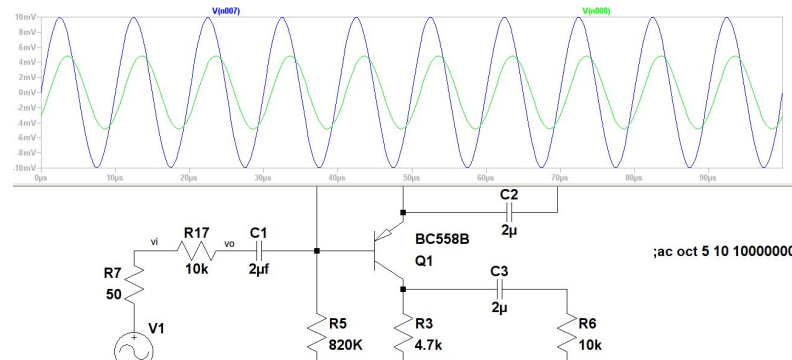 V(n007) V(n008)
10mV
8mV
6mV
4mV
2mV
0mV
-2mV
-4mV
-6mV
-8mV
-10mV
0µs 10µs 20µs 30µs 40µs 50µs 60µs 70µs 80µs 90µs
C2
2µ
R17
10k
vi
vo
C1
2µf
BC558B
Q1
;ac oct 5 10 10000000
R7
50
C3
2µ
V1
R5
820K
R3
4.7k
R6
10k